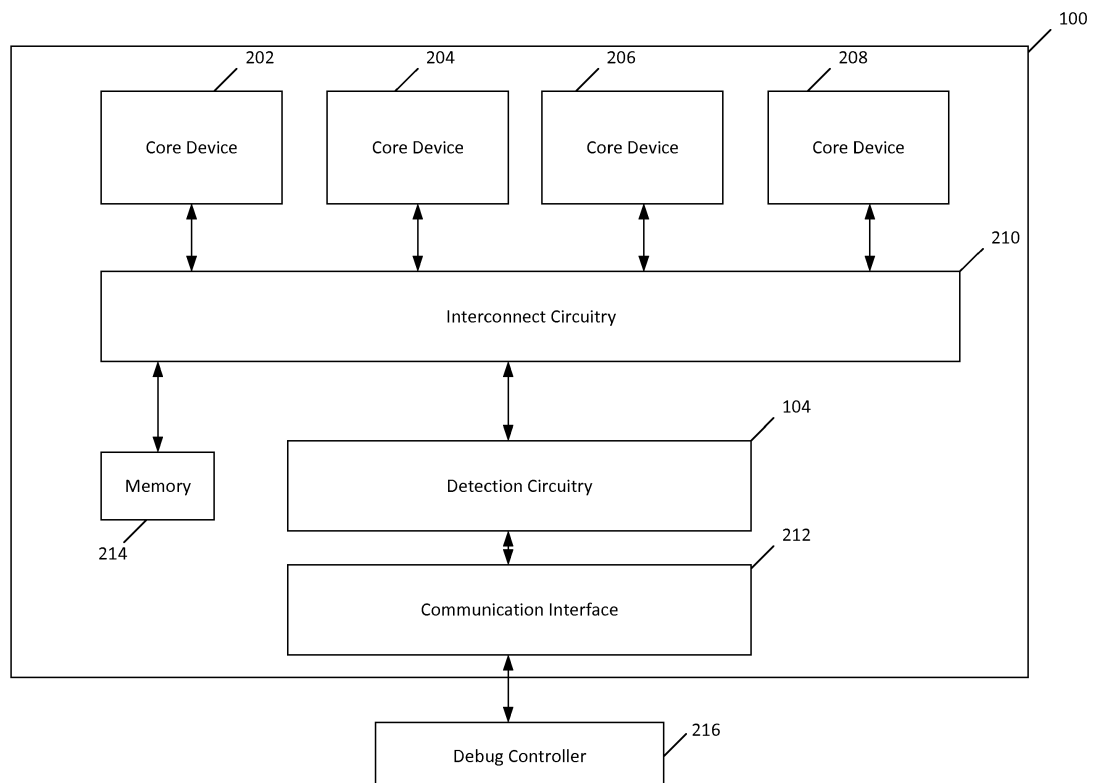 100
202
204
206
208
Core Device
Core Device
Core Device
Core Device
210
Interconnect Circuitry
104
Memory
Detection Circuitry
214
212
Communication Interface
216
Debug Controller